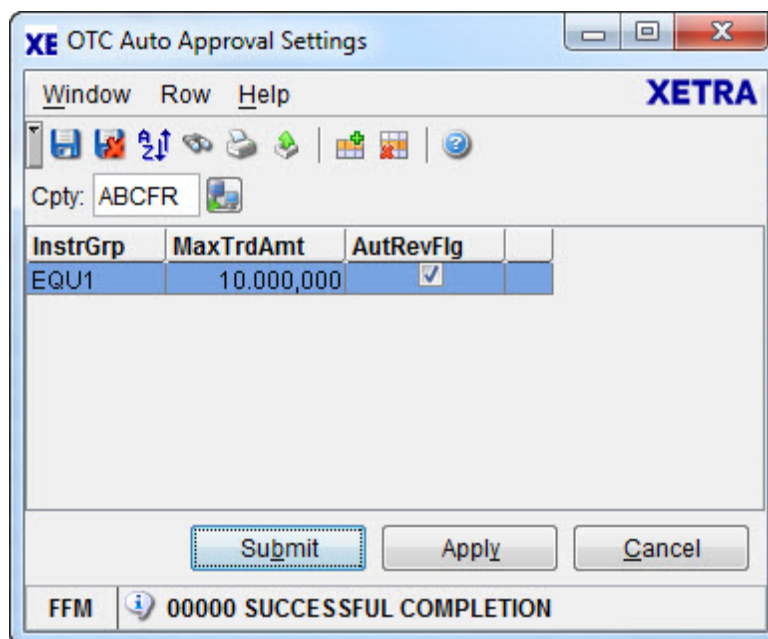 XE OTC Auto Approval Settings
Window Row Help XETRA
Cpty: ABCFR
InstrGrp MaxTrdAmt AutRevFlg
EQU1 10.000,000
Submit Apply Cancel
FFM 00000 SUCCESSFUL COMPLETION